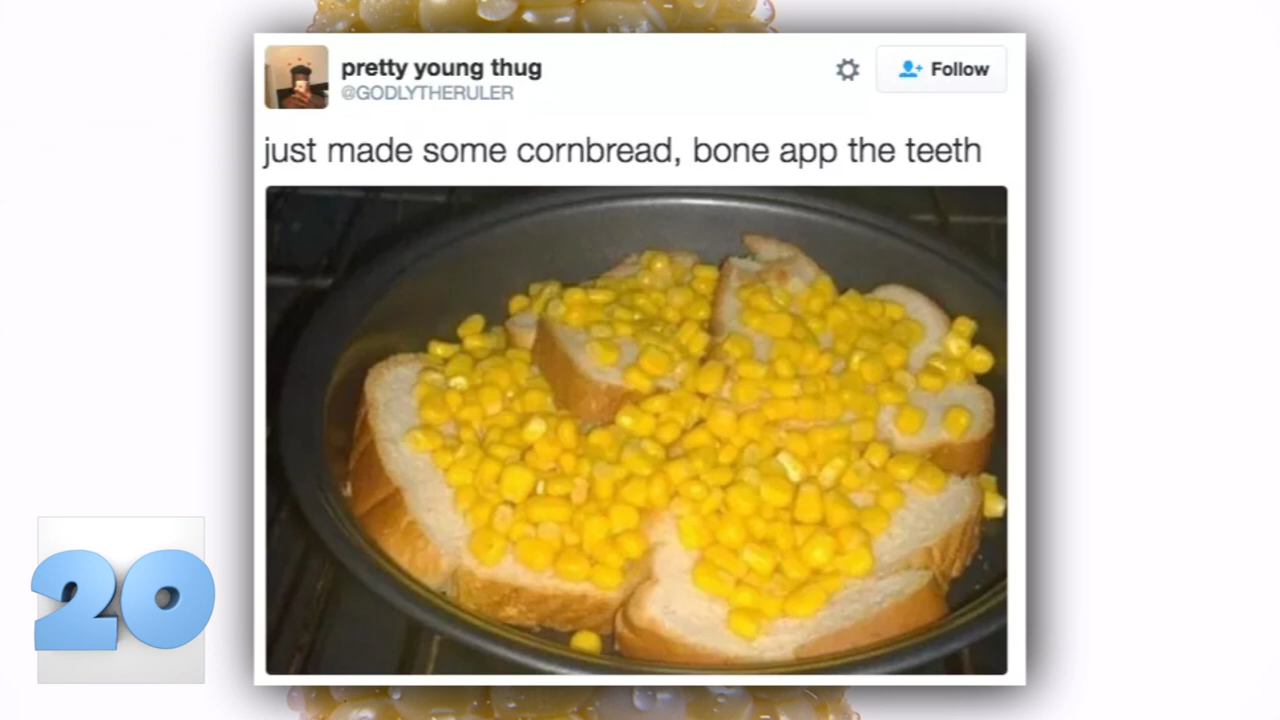 pretty young thug
@GODLYTHERULER
Follow
just made some cornbread, bone app the teeth
20